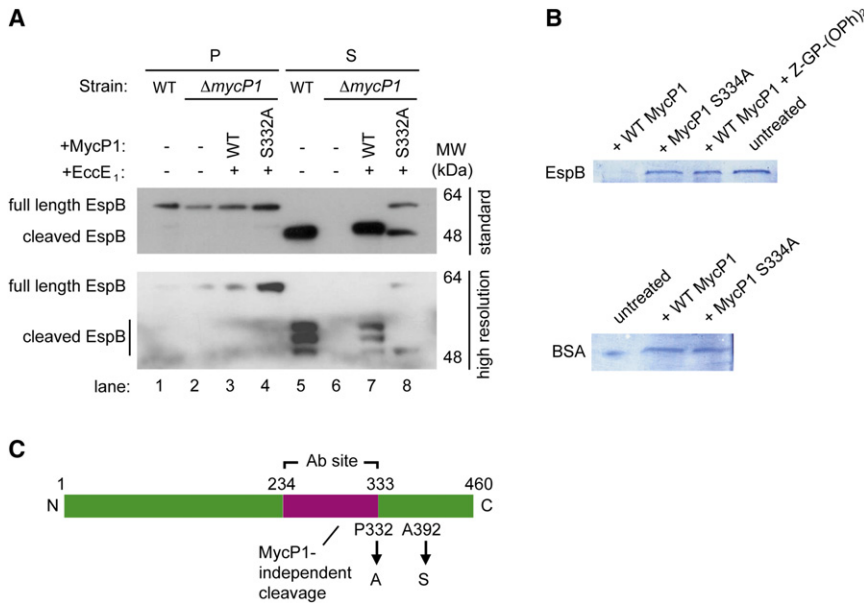 A
P S
Strain: WT ΔmycP1 WT ΔmycP1
+MycP1: - - WT S332A - - WT S332A MW
+EccE1: - - + + - - + + (kDa)
full length EspB 64
cleaved EspB 48
standard
full length EspB 64
cleaved EspB
48
high resolution
lane: 1 2 3 4 5 6 7 8
B
+ WT MycP1
+ MycP1 S334A
+ WT MycP1 + Z-GP-(OPh)2
untreated
EspB
untreated
+ WT MycP1
+ MycP1 S334A
BSA
C
Ab site
1 234 333 460
N C
P332 A392
MycP1-
independent
cleavage
A S